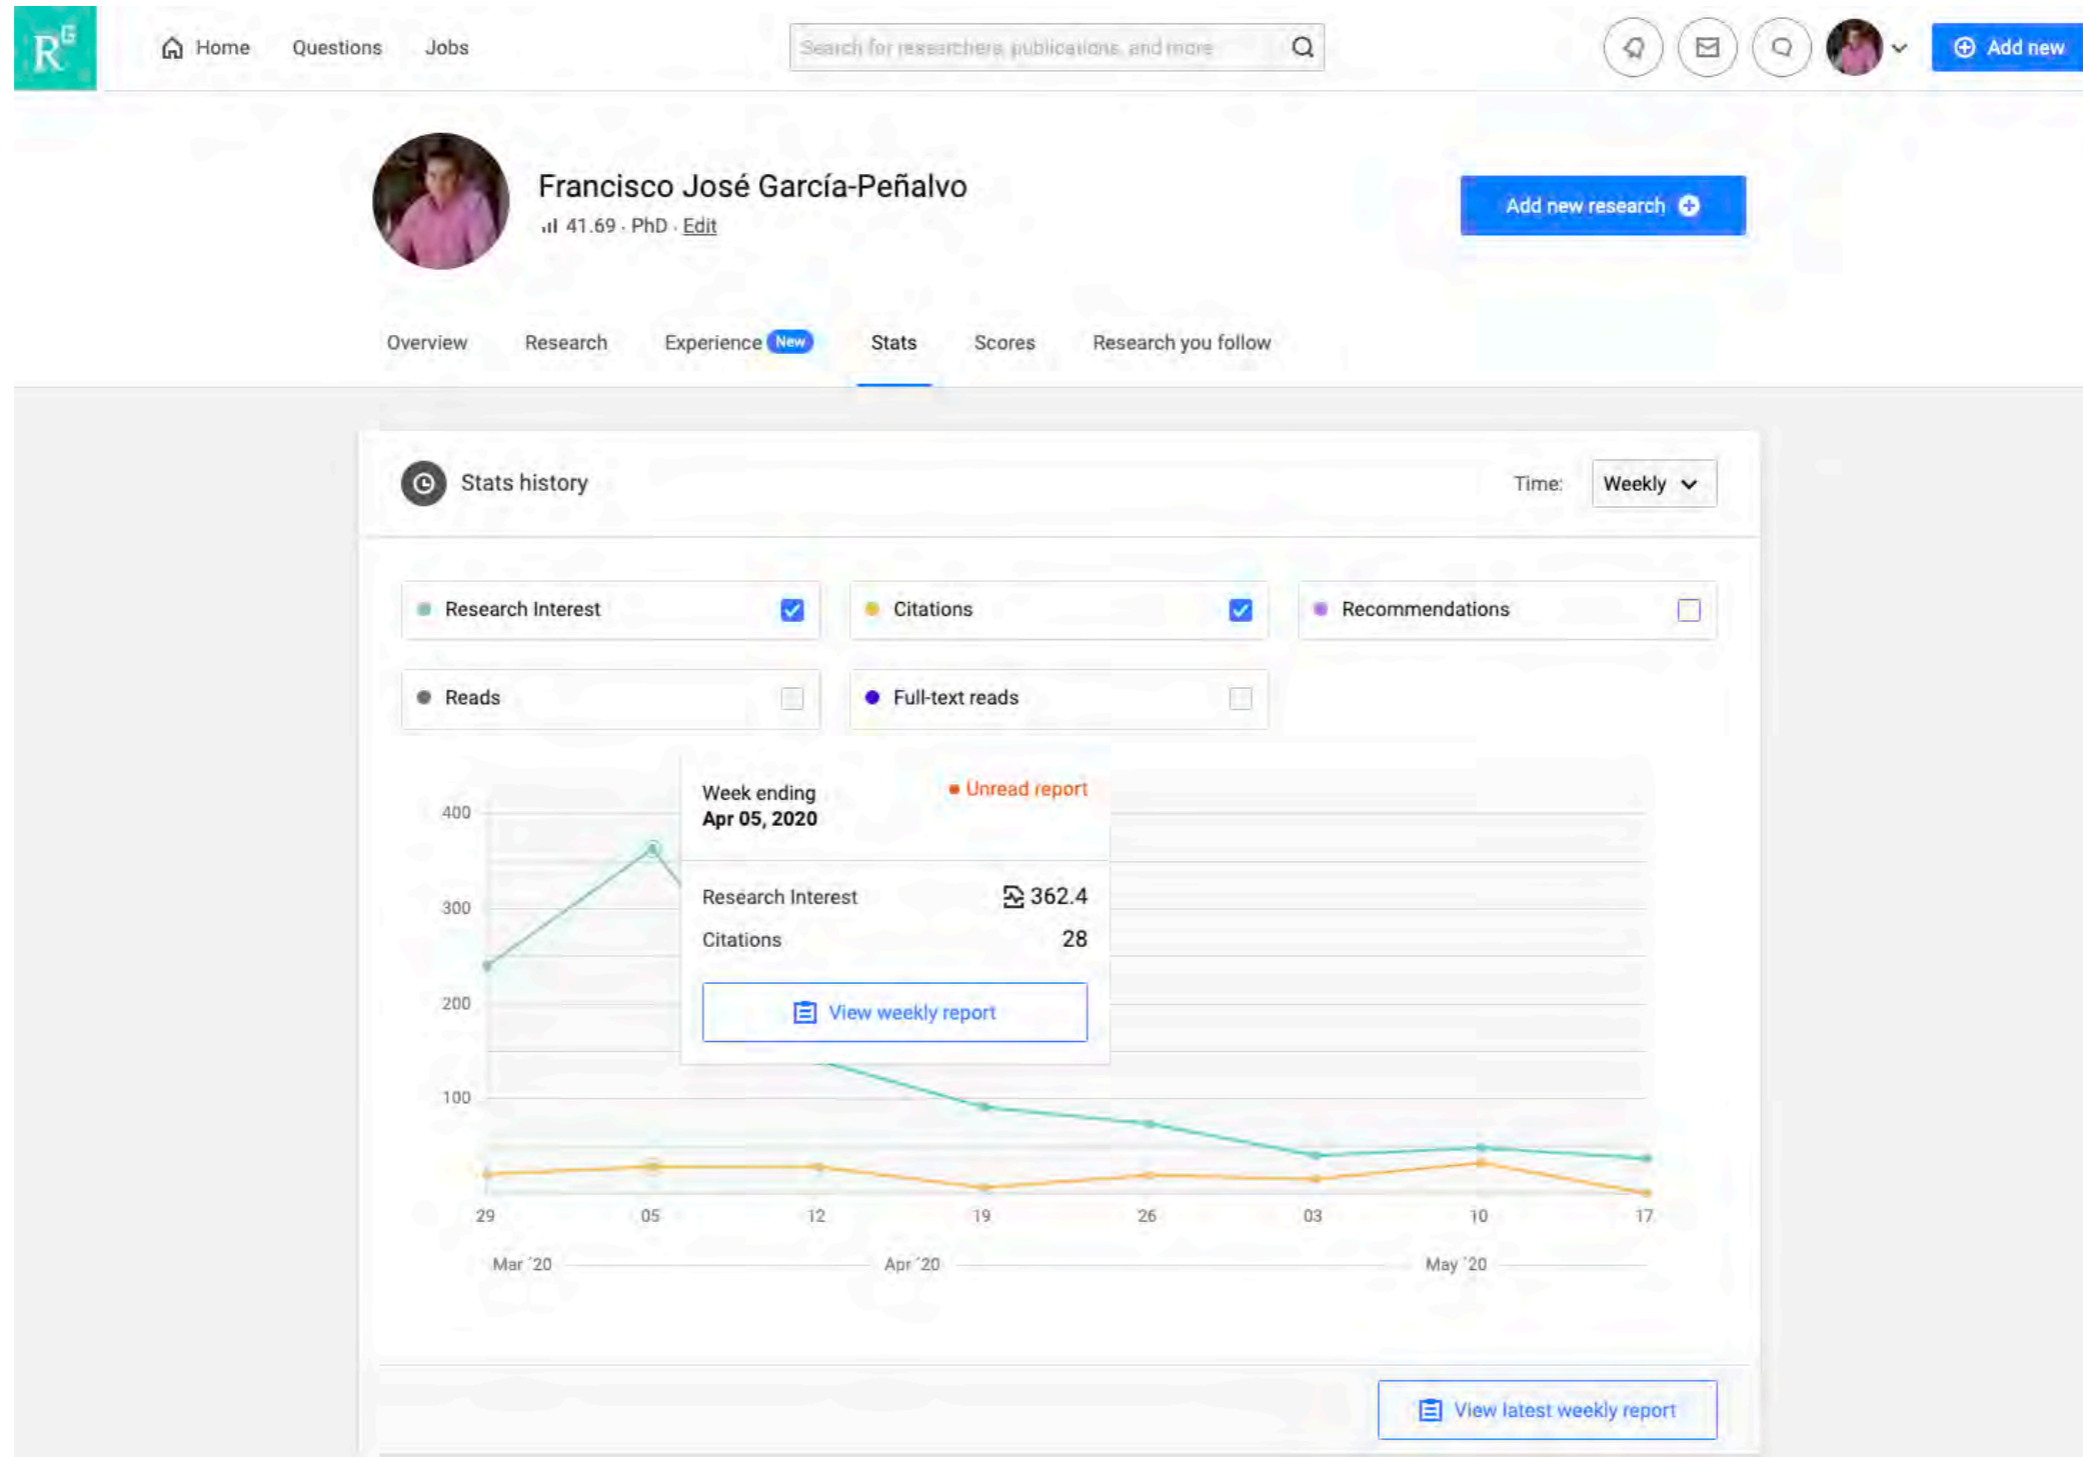 RG Home Questions Jobs Search for researchers, publications, and more Add new
Francisco José García-Peñalvo
41.69 · PhD · Edit
Add new research
Overview Research Experience New Stats Scores Research you follow
Stats history Time: Weekly
Research Interest Citations Recommendations
Reads Full-text reads
Week ending Unread report
Apr 05, 2020
400
Research Interest 362.4
300
Citations 28
200
View weekly report
100
29 05 12 19 26 03 10 17
Mar ´20 Apr ´20 May ´20
View latest weekly report